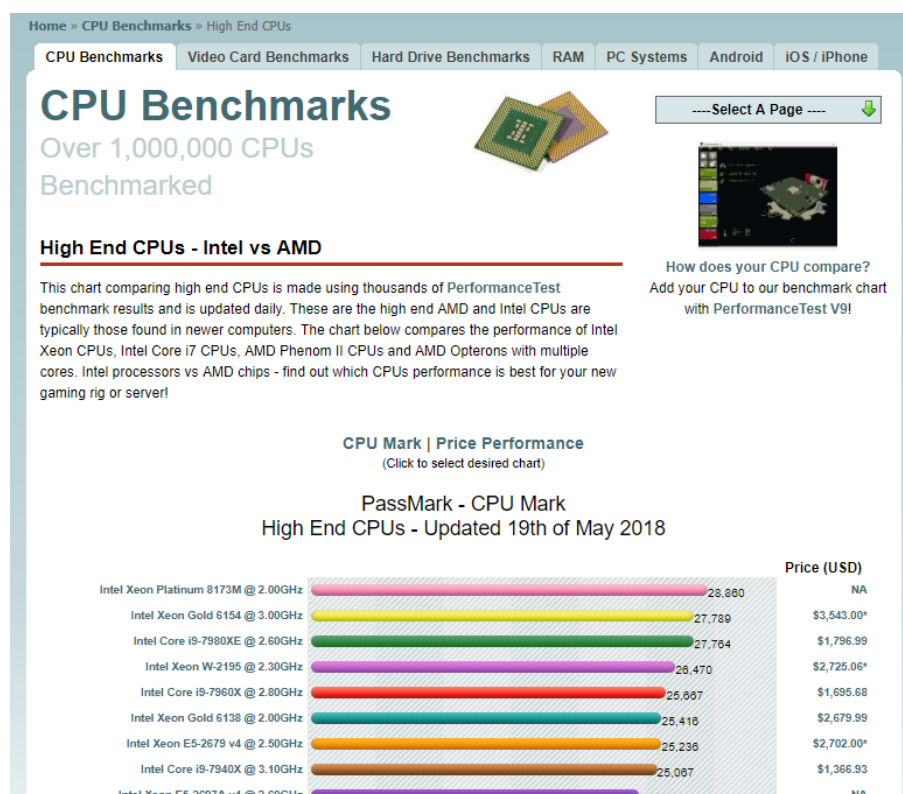 Home » CPU Benchmarks » High End CPUs
CPU Benchmarks Video Card Benchmarks Hard Drive Benchmarks RAM PC Systems Android iOS / iPhone
CPU Benchmarks
Over 1,000,000 CPUs
Benchmarked
----Select A Page ----
High End CPUs - Intel vs AMD
How does your CPU compare?
Add your CPU to our benchmark chart
with PerformanceTest V9!
This chart comparing high end CPUs is made using thousands of PerformanceTest
benchmark results and is updated daily. These are the high end AMD and Intel CPUs are
typically those found in newer computers. The chart below compares the performance of Intel
Xeon CPUs, Intel Core i7 CPUs, AMD Phenom II CPUs and AMD Opterons with multiple
cores. Intel processors vs AMD chips - find out which CPUs performance is best for your new
gaming rig or server!
CPU Mark | Price Performance
(Click to select desired chart)
PassMark - CPU Mark
High End CPUs - Updated 19th of May 2018
Price (USD)
Intel Xeon Platinum 8173M @ 2.00GHz 28,860 NA
Intel Xeon Gold 6154 @ 3.00GHz 27,789 $3,543.00*
Intel Core i9-7980XE @ 2.60GHz 27,764 $1,796.99
Intel Xeon W-2195 @ 2.30GHz 26,470 $2,725.06*
Intel Core i9-7960X @ 2.80GHz 25,667 $1,695.68
Intel Xeon Gold 6138 @ 2.00GHz 25,416 $2,679.99
Intel Xeon E5-2679 v4 @ 2.50GHz 25,236 $2,702.00*
Intel Core i9-7940X @ 3.10GHz 25,067 $1,366.93
Intel Xeon E5-2697A v4 @ 2.60GHz NA